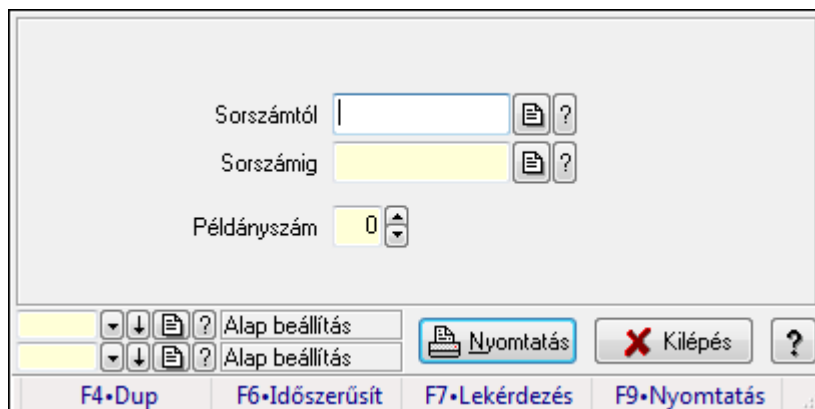 Sorszámtól ?
Sorszámig ?
Példányszám 0
? Alap beállítás
? Alap beállítás
Nyomtatás Kilépés ?
F4•Dup F6•Időszerűsít F7•Lekérdezés F9•Nyomtatás